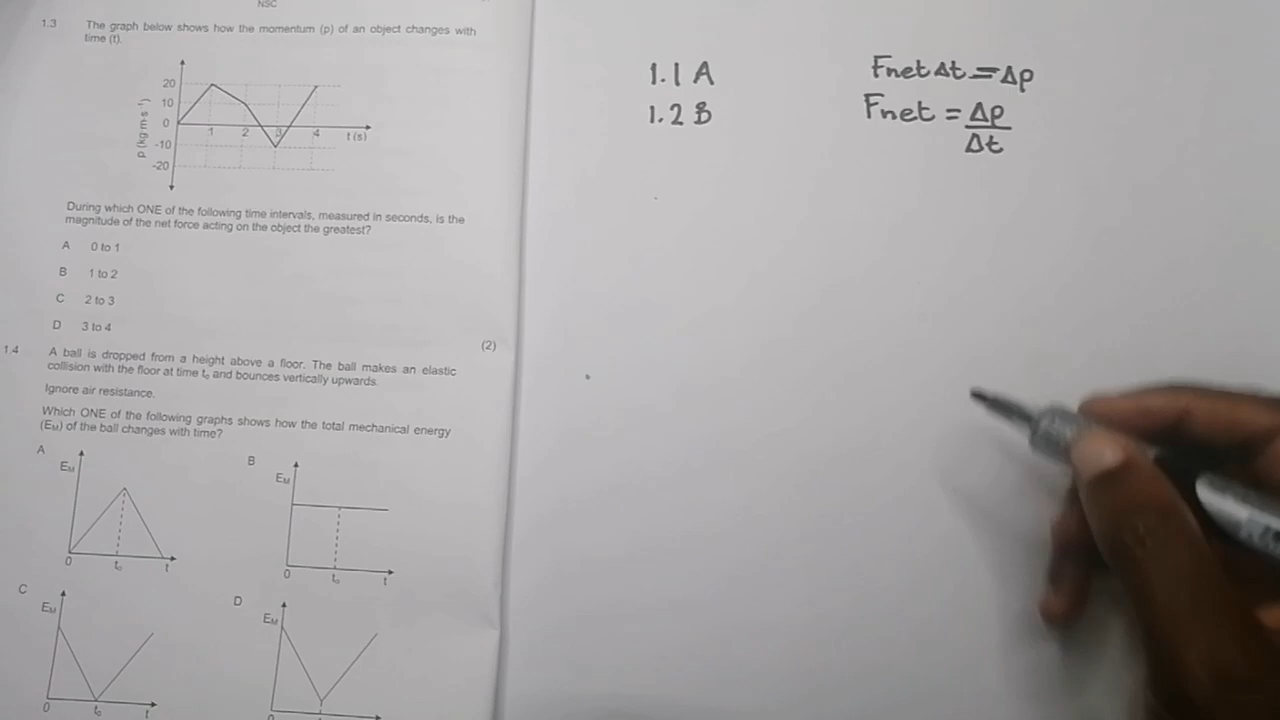 NSC
1.3 The graph below shows how the momentum (p) of an object changes with
time (t).
p (kg·m·s⁻¹)
20
10
0
-10
-20
1 2 3 4 t (s)
During which ONE of the following time intervals, measured in seconds, is the
magnitude of the net force acting on the object the greatest?
A 0 to 1
B 1 to 2
C 2 to 3
D 3 to 4
(2)
1.4 A ball is dropped from a height above a floor. The ball makes an elastic
collision with the floor at time t₀ and bounces vertically upwards.
Ignore air resistance.
Which ONE of the following graphs shows how the total mechanical energy
(EM) of the ball changes with time?
A
EM
0 t₀ t
B
EM
0 t₀ t
C
EM
0 t₀ t
D
EM
0
1.1 A
1.2 B
Fnet Δt = Δp
Fnet = Δp
Δt